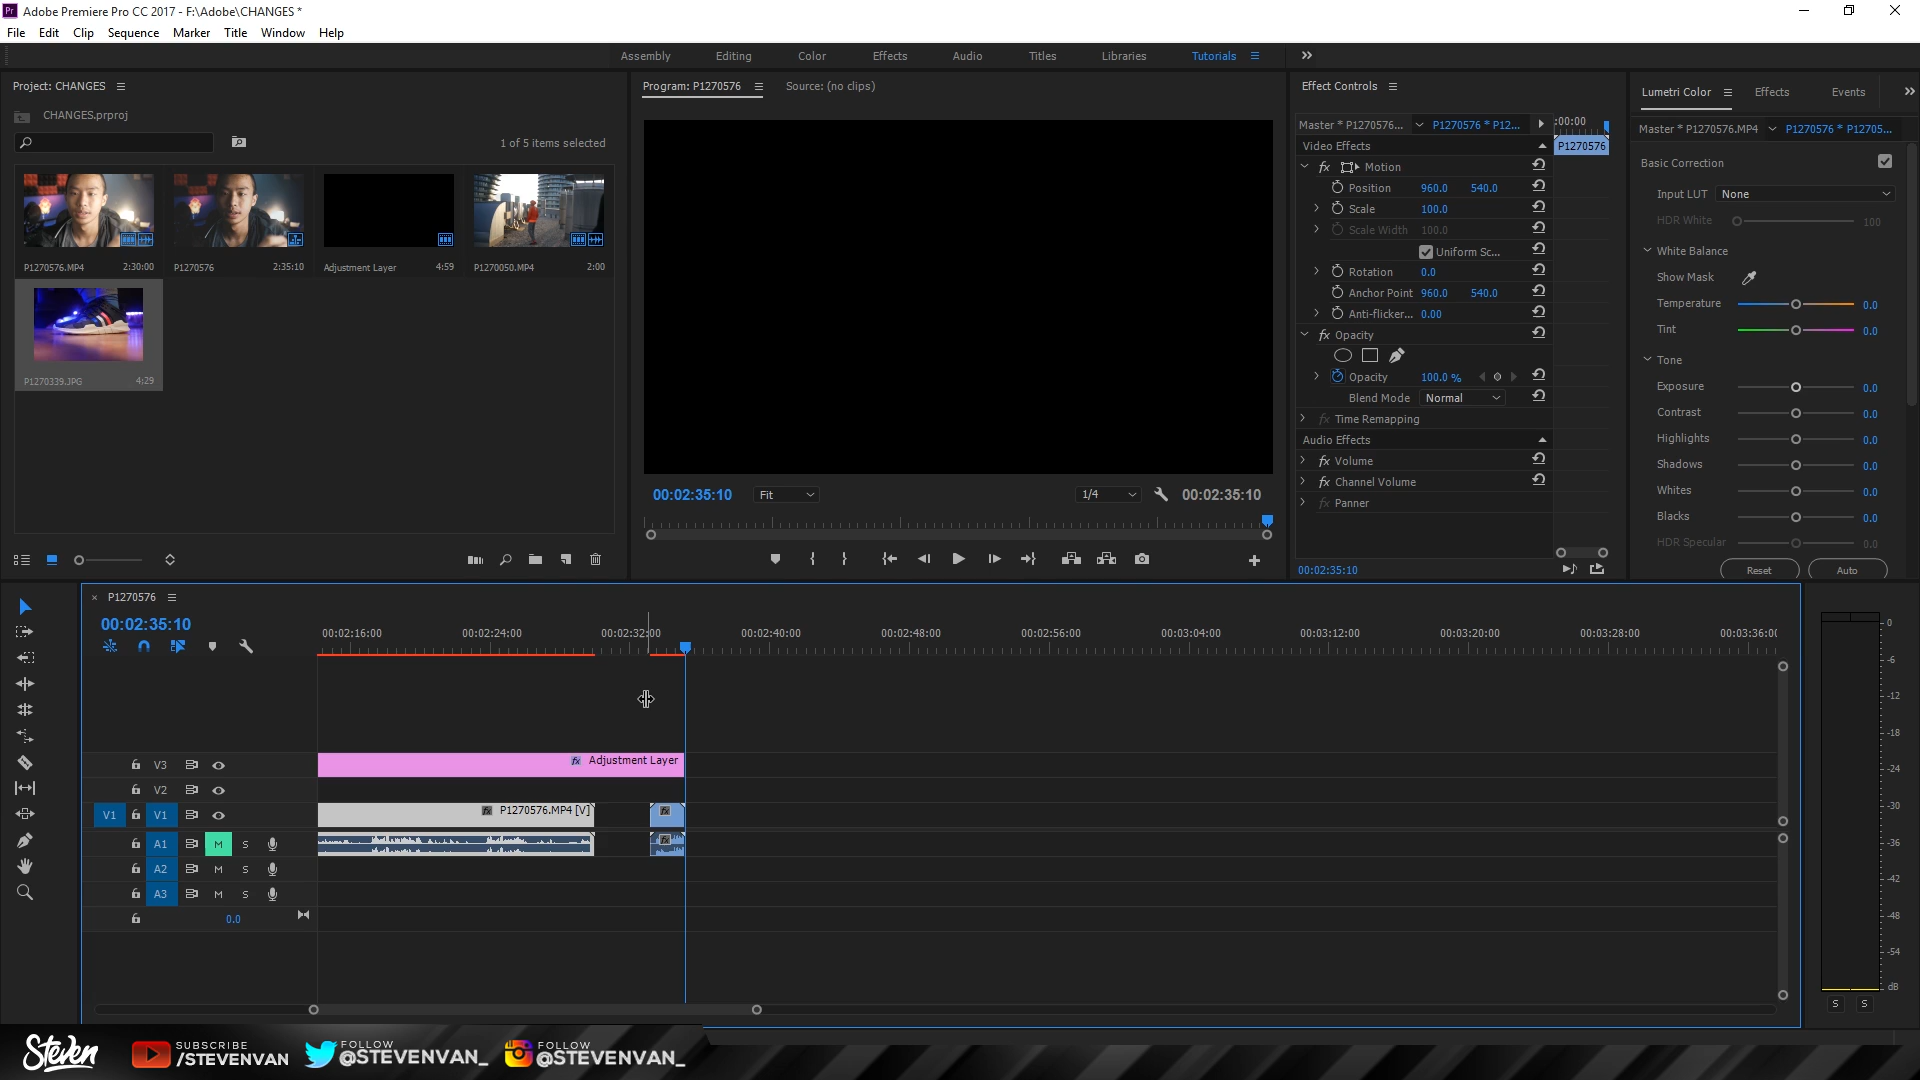 Adobe Premiere Pro CC 2017 - F:\Adobe\CHANGES *
File Edit Clip Sequence Marker Title Window Help
Assembly Editing Color Effects Audio Titles Libraries Tutorials
Project: CHANGES
CHANGES.prproj
1 of 5 items selected
P1270576.MP4 2:30:00
P1270576 2:35:10
Adjustment Layer 4:59
P1270050.MP4 2:00
P1270339.JPG 4;29
Program: P1270576 Source: (no clips)
00:02:35:10 Fit 1/4 00:02:35:10
Effect Controls
Master * P1270576... P1270576 * P12... :00:00
Video Effects P1270576
fx Motion
Position 960.0 540.0
Scale 100.0
Scale Width 100.0
Uniform Sc...
Rotation 0.0
Anchor Point 960.0 540.0
Anti-flicker... 0.00
fx Opacity
Opacity 100.0 %
Blend Mode Normal
fx Time Remapping
Audio Effects
fx Volume
fx Channel Volume
fx Panner
00:02:35:10
Lumetri Color Effects Events
Master * P1270576.MP4 P1270576 * P12705...
Basic Correction
Input LUT None
HDR White 100
White Balance
Show Mask
Temperature 0.0
Tint 0.0
Tone
Exposure 0.0
Contrast 0.0
Highlights 0.0
Shadows 0.0
Whites 0.0
Blacks 0.0
HDR Specular 0.0
Reset Auto
× P1270576
00:02:35:10
00:02:16:00 00:02:24:00 00:02:32:00 00:02:40:00 00:02:48:00 00:02:56:00 00:03:04:00 00:03:12:00 00:03:20:00 00:03:28:00 00:03:36:0
V3 fx Adjustment Layer
V2
V1 V1 fx P1270576.MP4 [V] fx
A1 M S fx
A2 M S
A3 M S
0.0
0
-6
-12
-18
-24
-30
-36
-42
-48
-54
dB
S S
Steven
SUBSCRIBE
/STEVENVAN
FOLLOW
@STEVENVAN_
FOLLOW
@STEVENVAN_